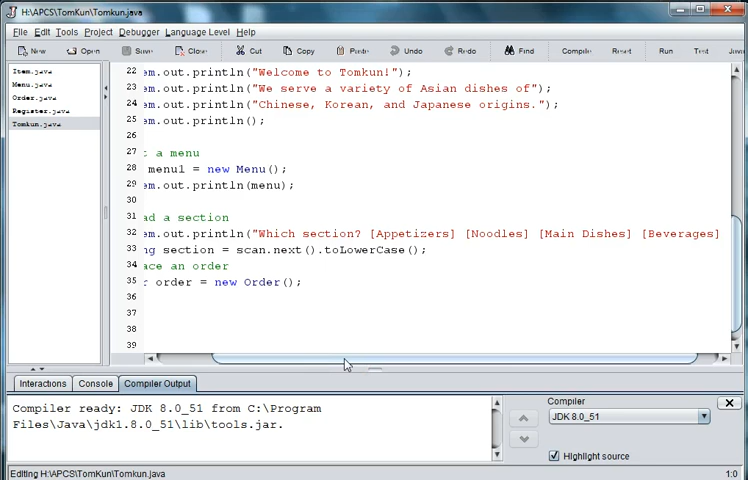 H:\APCS\TomKun\Tomkun.java
File Edit Tools Project Debugger Language Level Help
New Open Save Close Cut Copy Paste Undo Redo Find Compile Reset Run Test
Item.java
Menu.java
Order.java
Register.java
Tomkun.java
22 em.out.println("Welcome to Tomkun!");
23 em.out.println("We serve a variety of Asian dishes of");
24 em.out.println("Chinese, Korean, and Japanese origins.");
25 em.out.println();
26
27 t a menu
28 menu1 = new Menu();
29 em.out.println(menu);
30
31 ad a section
32 em.out.println("Which section? [Appetizers] [Noodles] [Main Dishes] [Beverages]
33 ng section = scan.next().toLowerCase();
34 ace an order
35 r order = new Order();
36
37
38
39
Interactions Console Compiler Output
Compiler ready: JDK 8.0_51 from C:\Program
Files\Java\jdk1.8.0_51\lib\tools.jar.
Compiler
JDK 8.0_51
Highlight source
Editing H:\APCS\TomKun\Tomkun.java
1:0